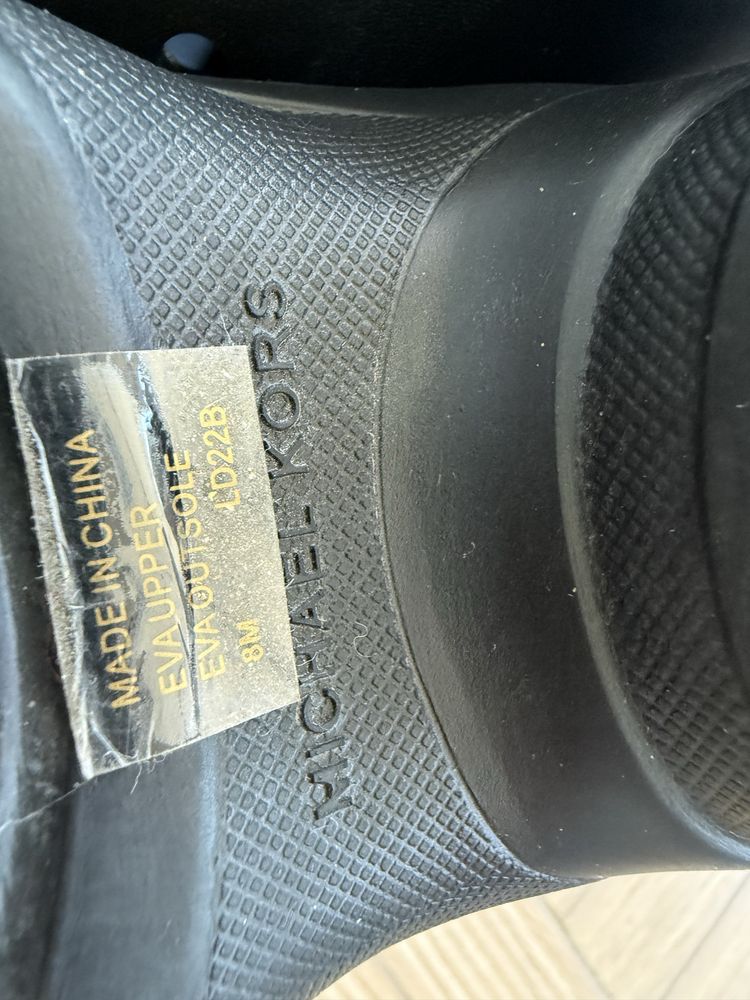 MADE IN CHINA
EVA UPPER
EVA OUTSOLE
LD22B
8M
MICHAEL KORS